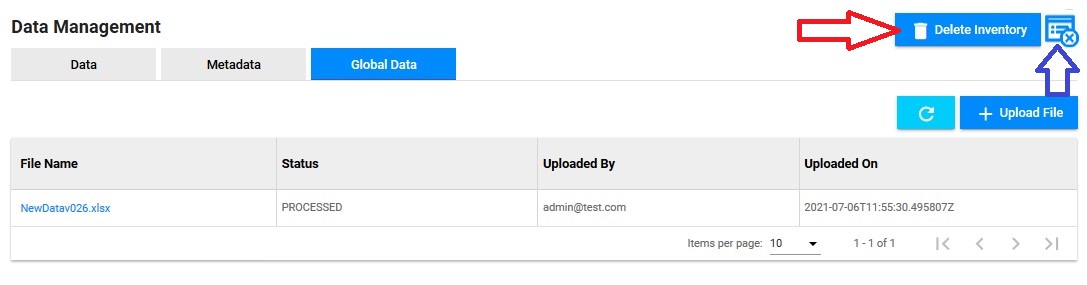 Data Management
Delete Inventory
Data Metadata Global Data
Upload File
File Name Status Uploaded By Uploaded On
NewDatav026.xlsx PROCESSED admin@test.com 2021-07-06T11:55:30.495807Z
Items per page: 10 1 - 1 of 1